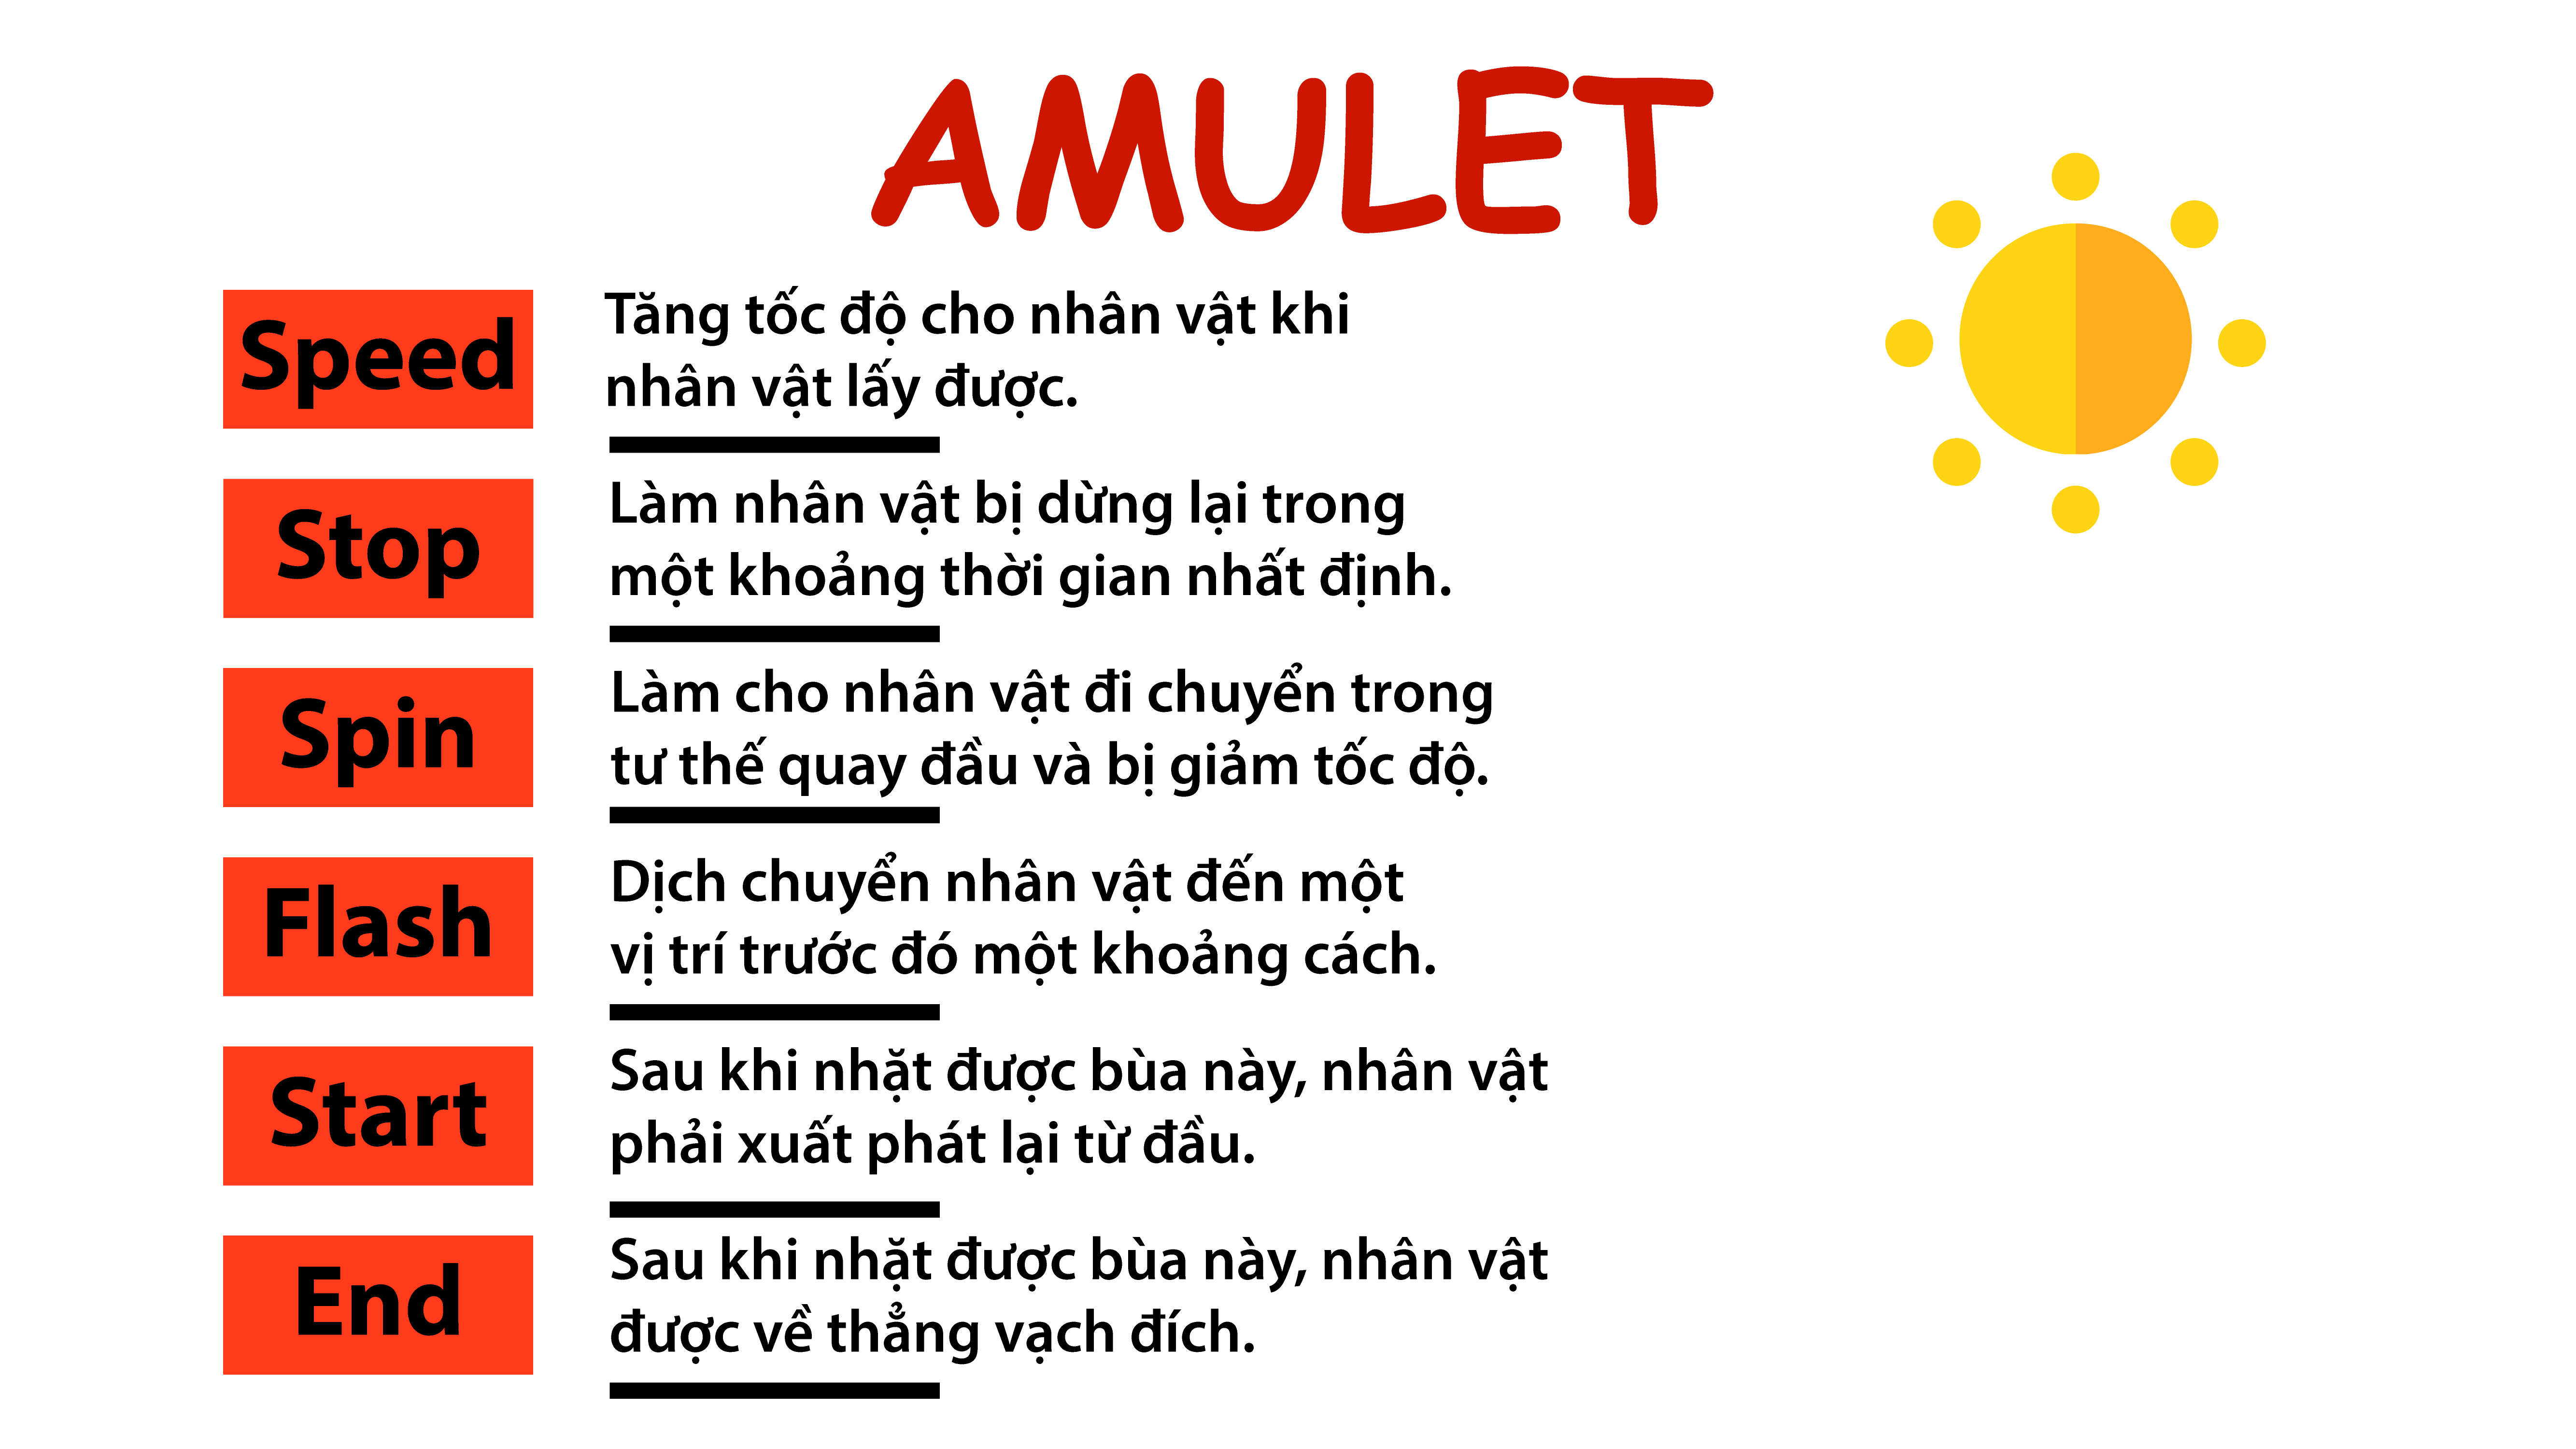 AMULET
Speed
Tăng tốc độ cho nhân vật khi
nhân vật lấy được.
Stop
Làm nhân vật bị dừng lại trong
một khoảng thời gian nhất định.
Spin
Làm cho nhân vật đi chuyển trong
tư thế quay đầu và bị giảm tốc độ.
Flash
Dịch chuyển nhân vật đến một
vị trí trước đó một khoảng cách.
Start
Sau khi nhặt được bùa này, nhân vật
phải xuất phát lại từ đầu.
End
Sau khi nhặt được bùa này, nhân vật
được về thẳng vạch đích.